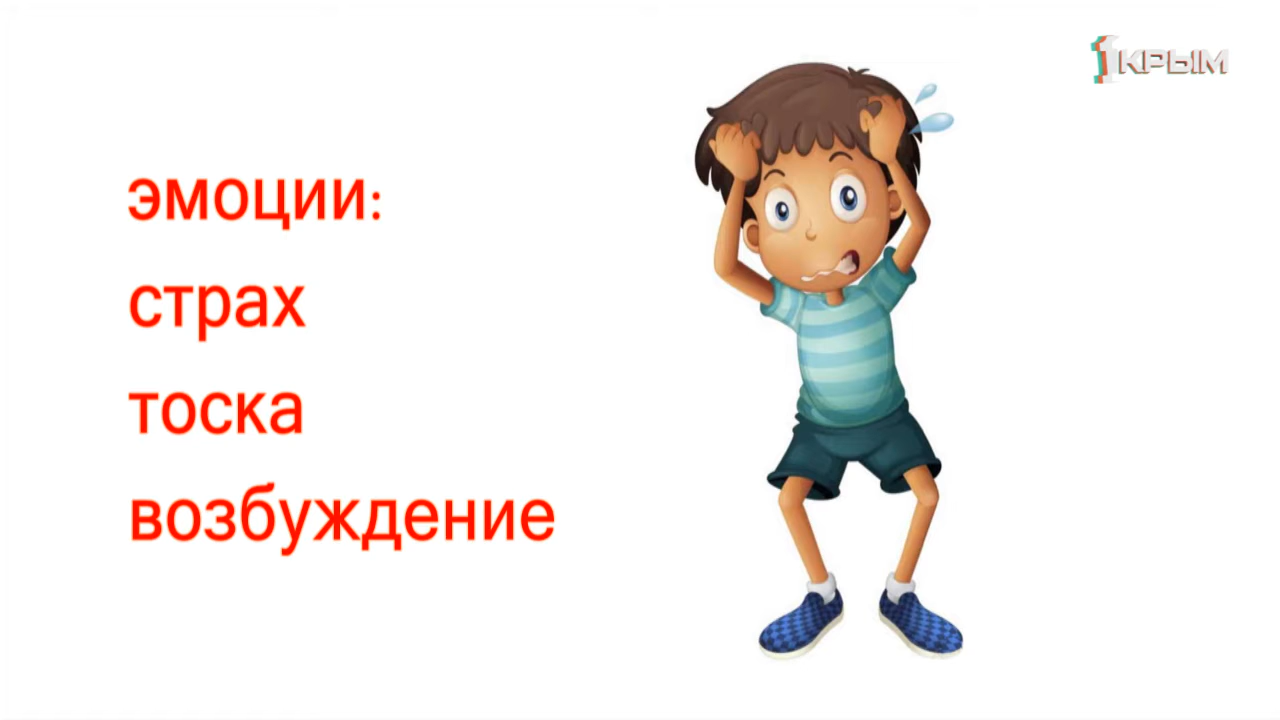 1КРЫМ
эмоции:
страх
тоска
возбуждение